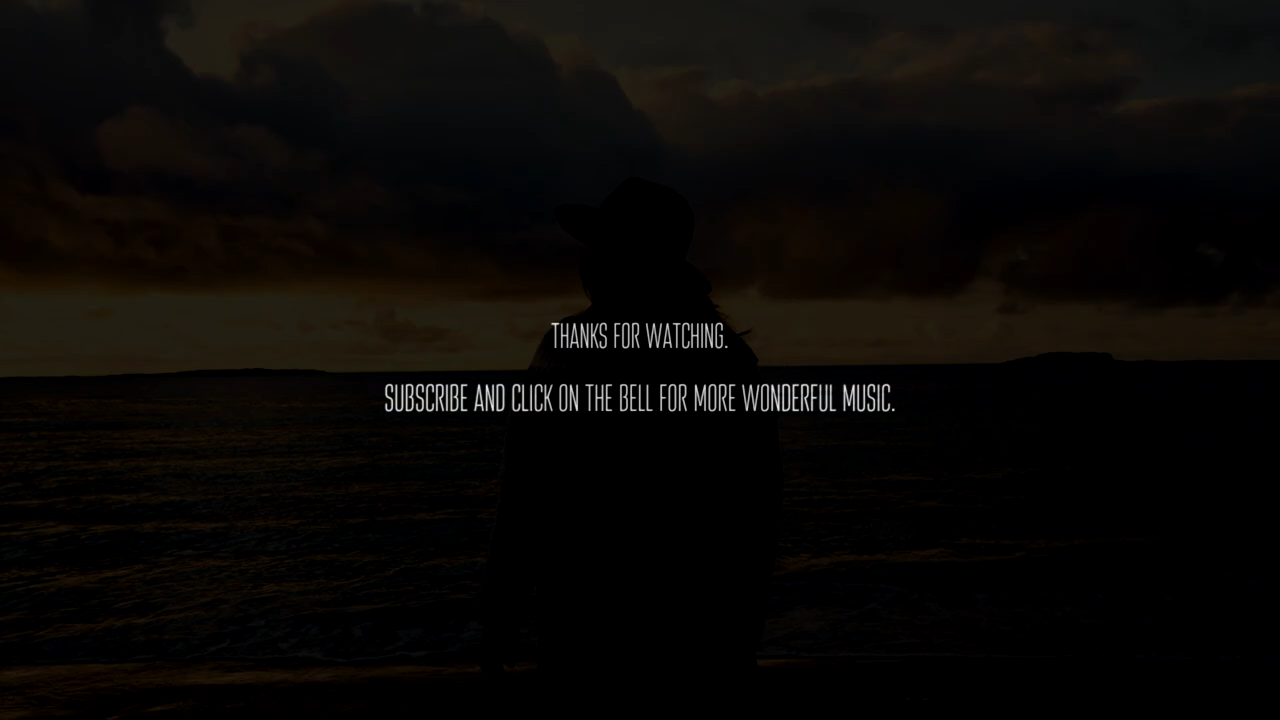 THANKS FOR WATCHING.
SUBSCRIBE AND CLICK ON THE BELL FOR MORE WONDERFUL MUSIC.